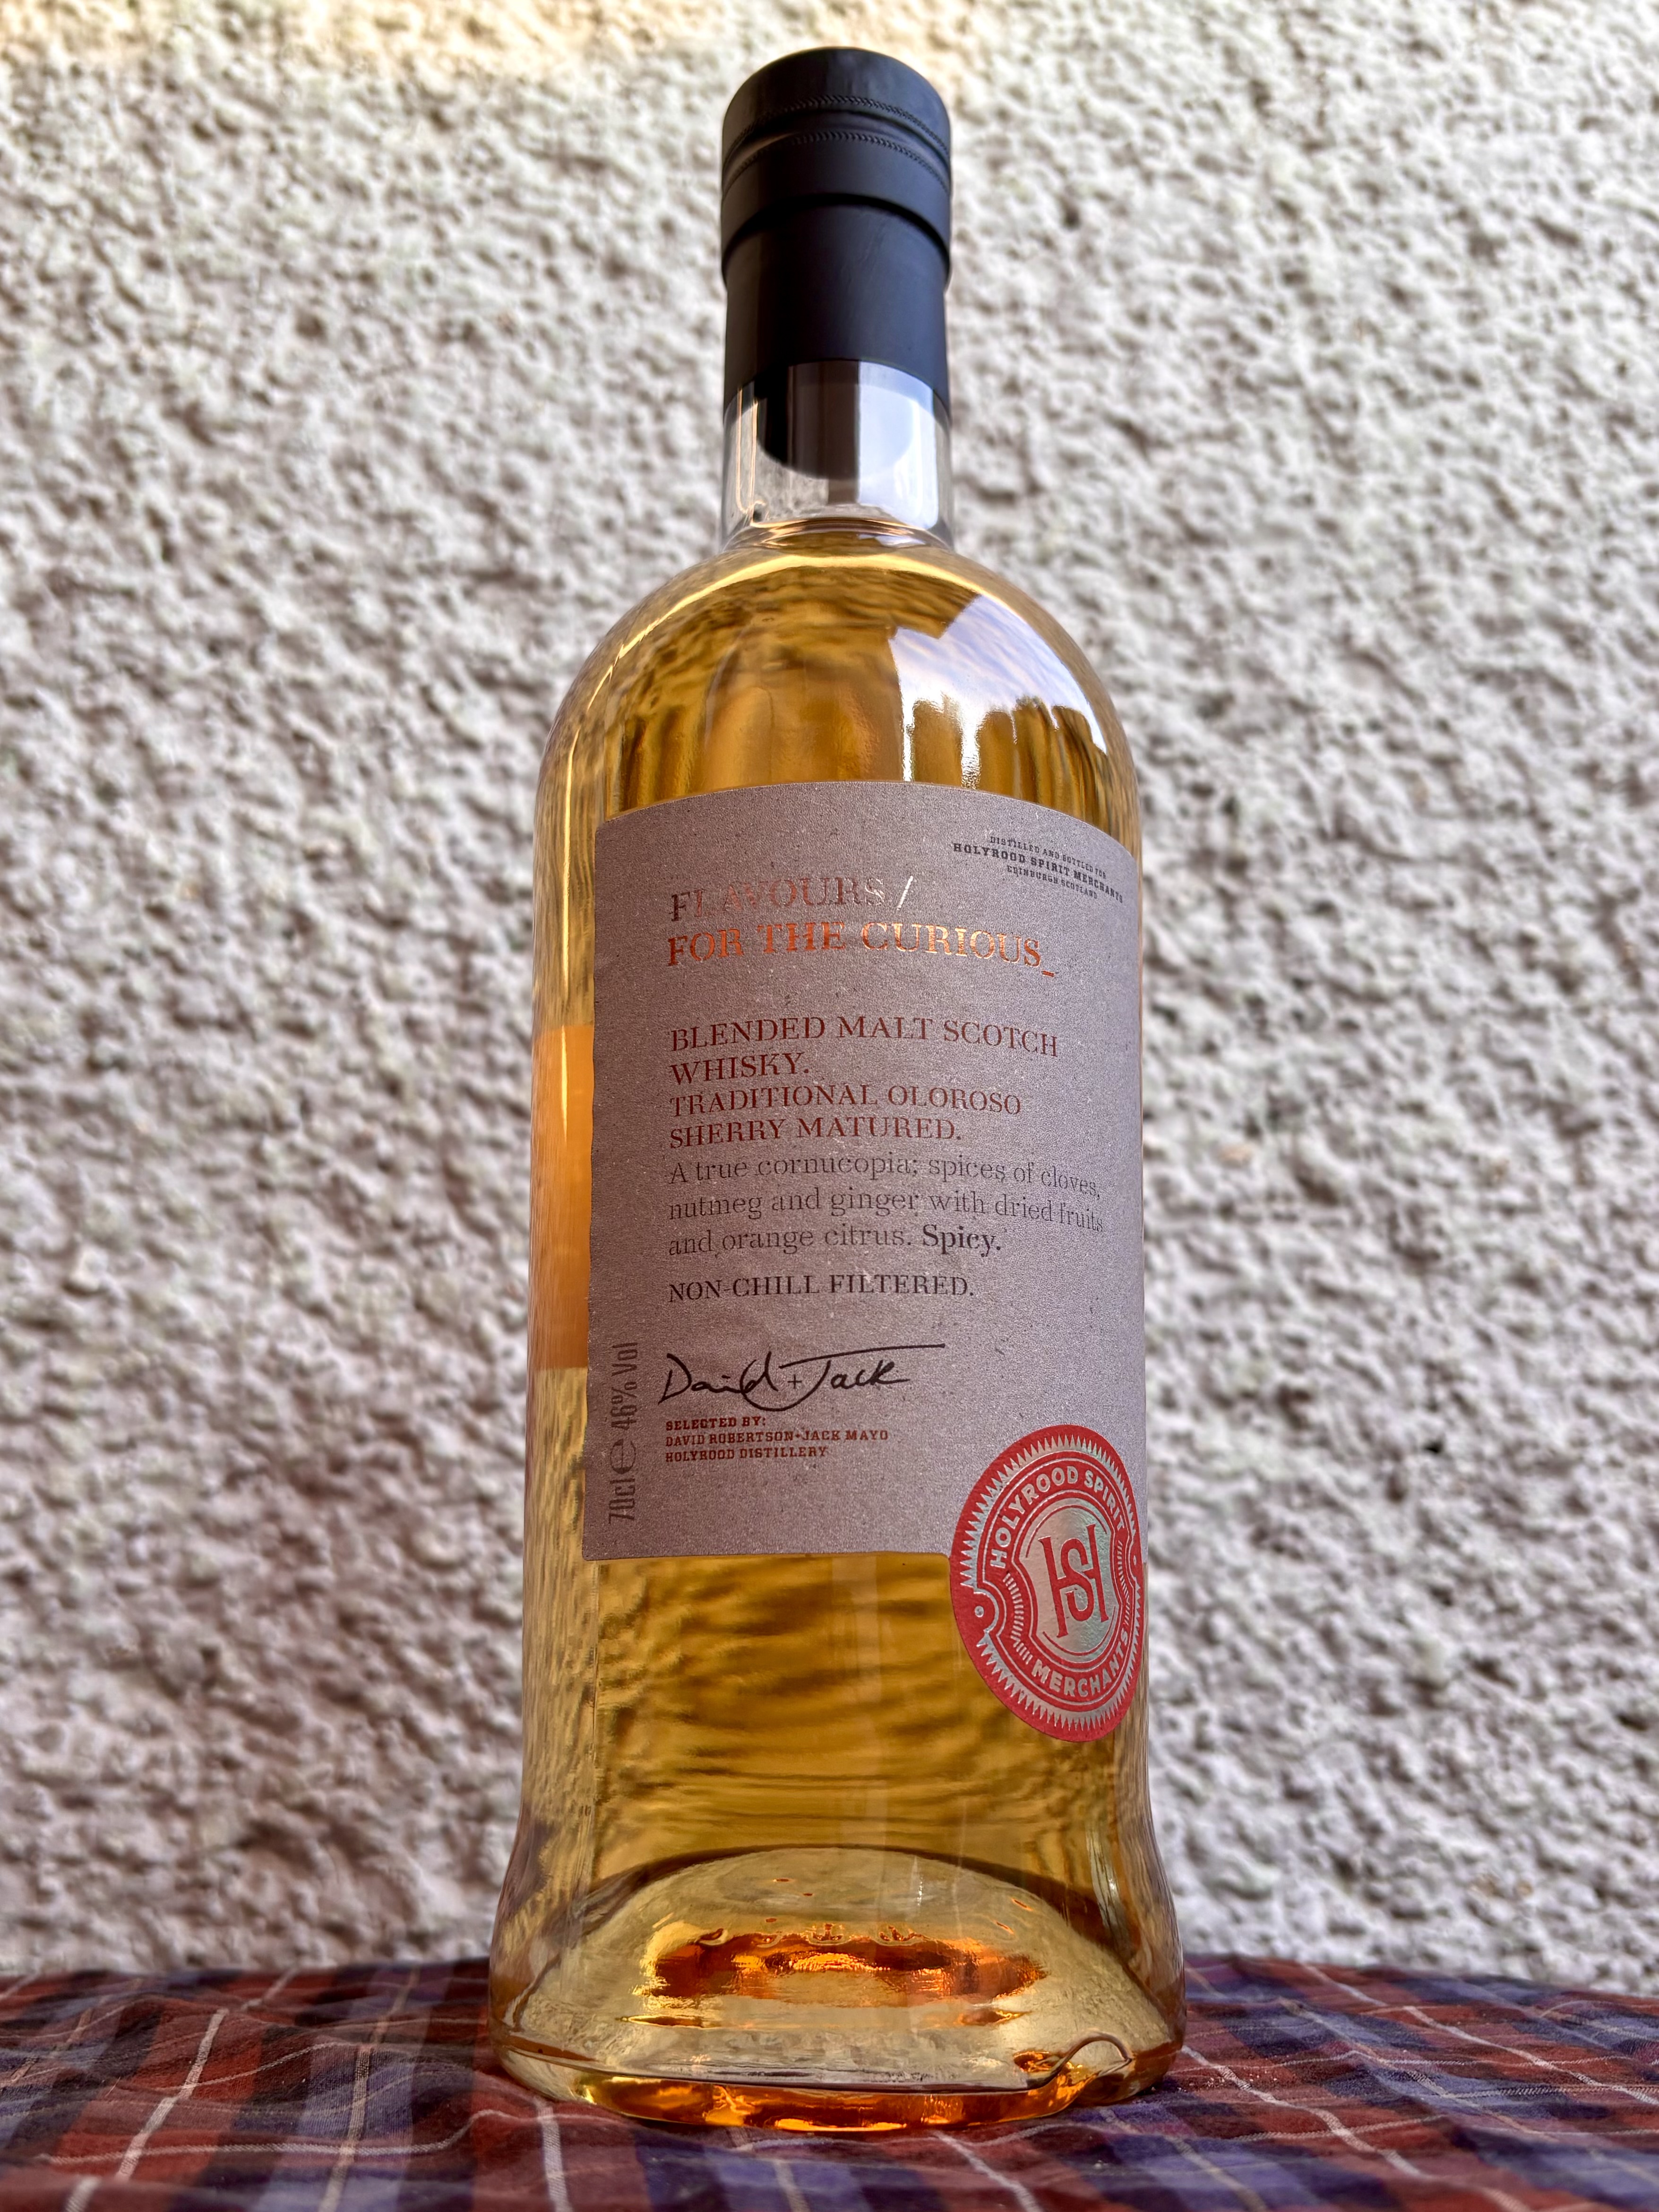 DISTILLED AND BOTTLED FOR
HOLYROOD SPIRIT MERCHANTS
EDINBURGH SCOTLAND
FLAVOURS/
FOR THE CURIOUS_
BLENDED MALT SCOTCH
WHISKY.
TRADITIONAL OLOROSO
SHERRY MATURED.
A true cornucopia; spices of cloves,
nutmeg and ginger with dried fruits
and orange citrus. Spicy.
NON-CHILL FILTERED.
David + Jack
SELECTED BY:
DAVID ROBERTSON+JACK MAYO
HOLYROOD DISTILLERY
70cl e 46% Vol
HOLYROOD SPIRIT
HS
MERCHANTS